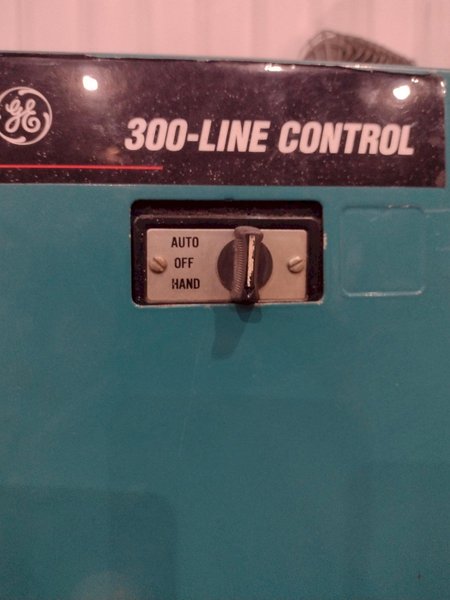 GE
300-LINE CONTROL
AUTO
OFF
HAND